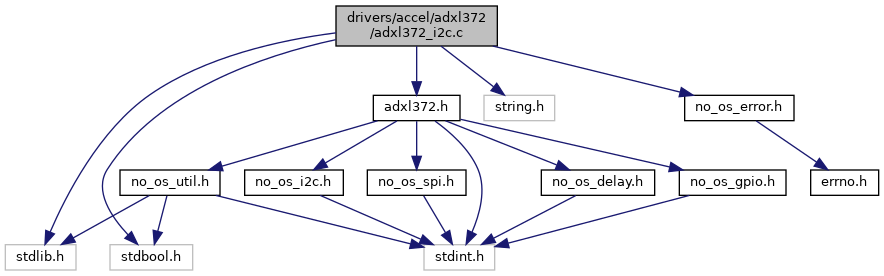 drivers/accel/adxl372
/adxl372_i2c.c
adxl372.h
string.h
no_os_error.h
no_os_util.h
no_os_i2c.h
no_os_spi.h
no_os_delay.h
no_os_gpio.h
errno.h
stdlib.h
stdbool.h
stdint.h